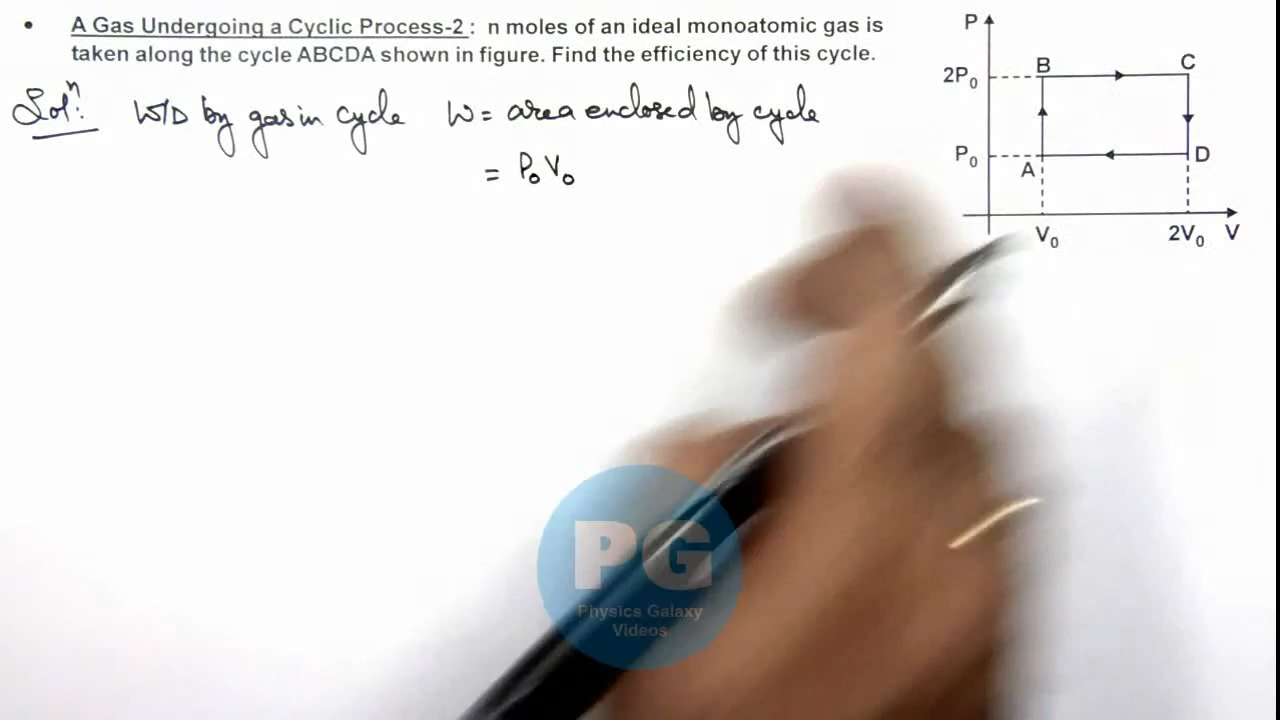 • A Gas Undergoing a Cyclic Process-2 : n moles of an ideal monoatomic gas is
taken along the cycle ABCDA shown in figure. Find the efficiency of this cycle.
Solⁿ: W/D by gas in cycle W = area enclosed by cycle
= P₀V₀
P
2P₀ B C
P₀ A D
V₀ 2V₀ V
PG
Physics Galaxy
Videos